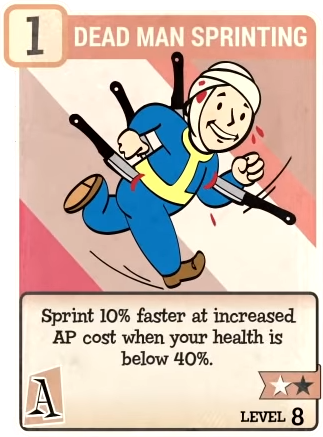 1 DEAD MAN SPRINTING
Sprint 10% faster at increased
AP cost when your health is
below 40%.
A
LEVEL 8